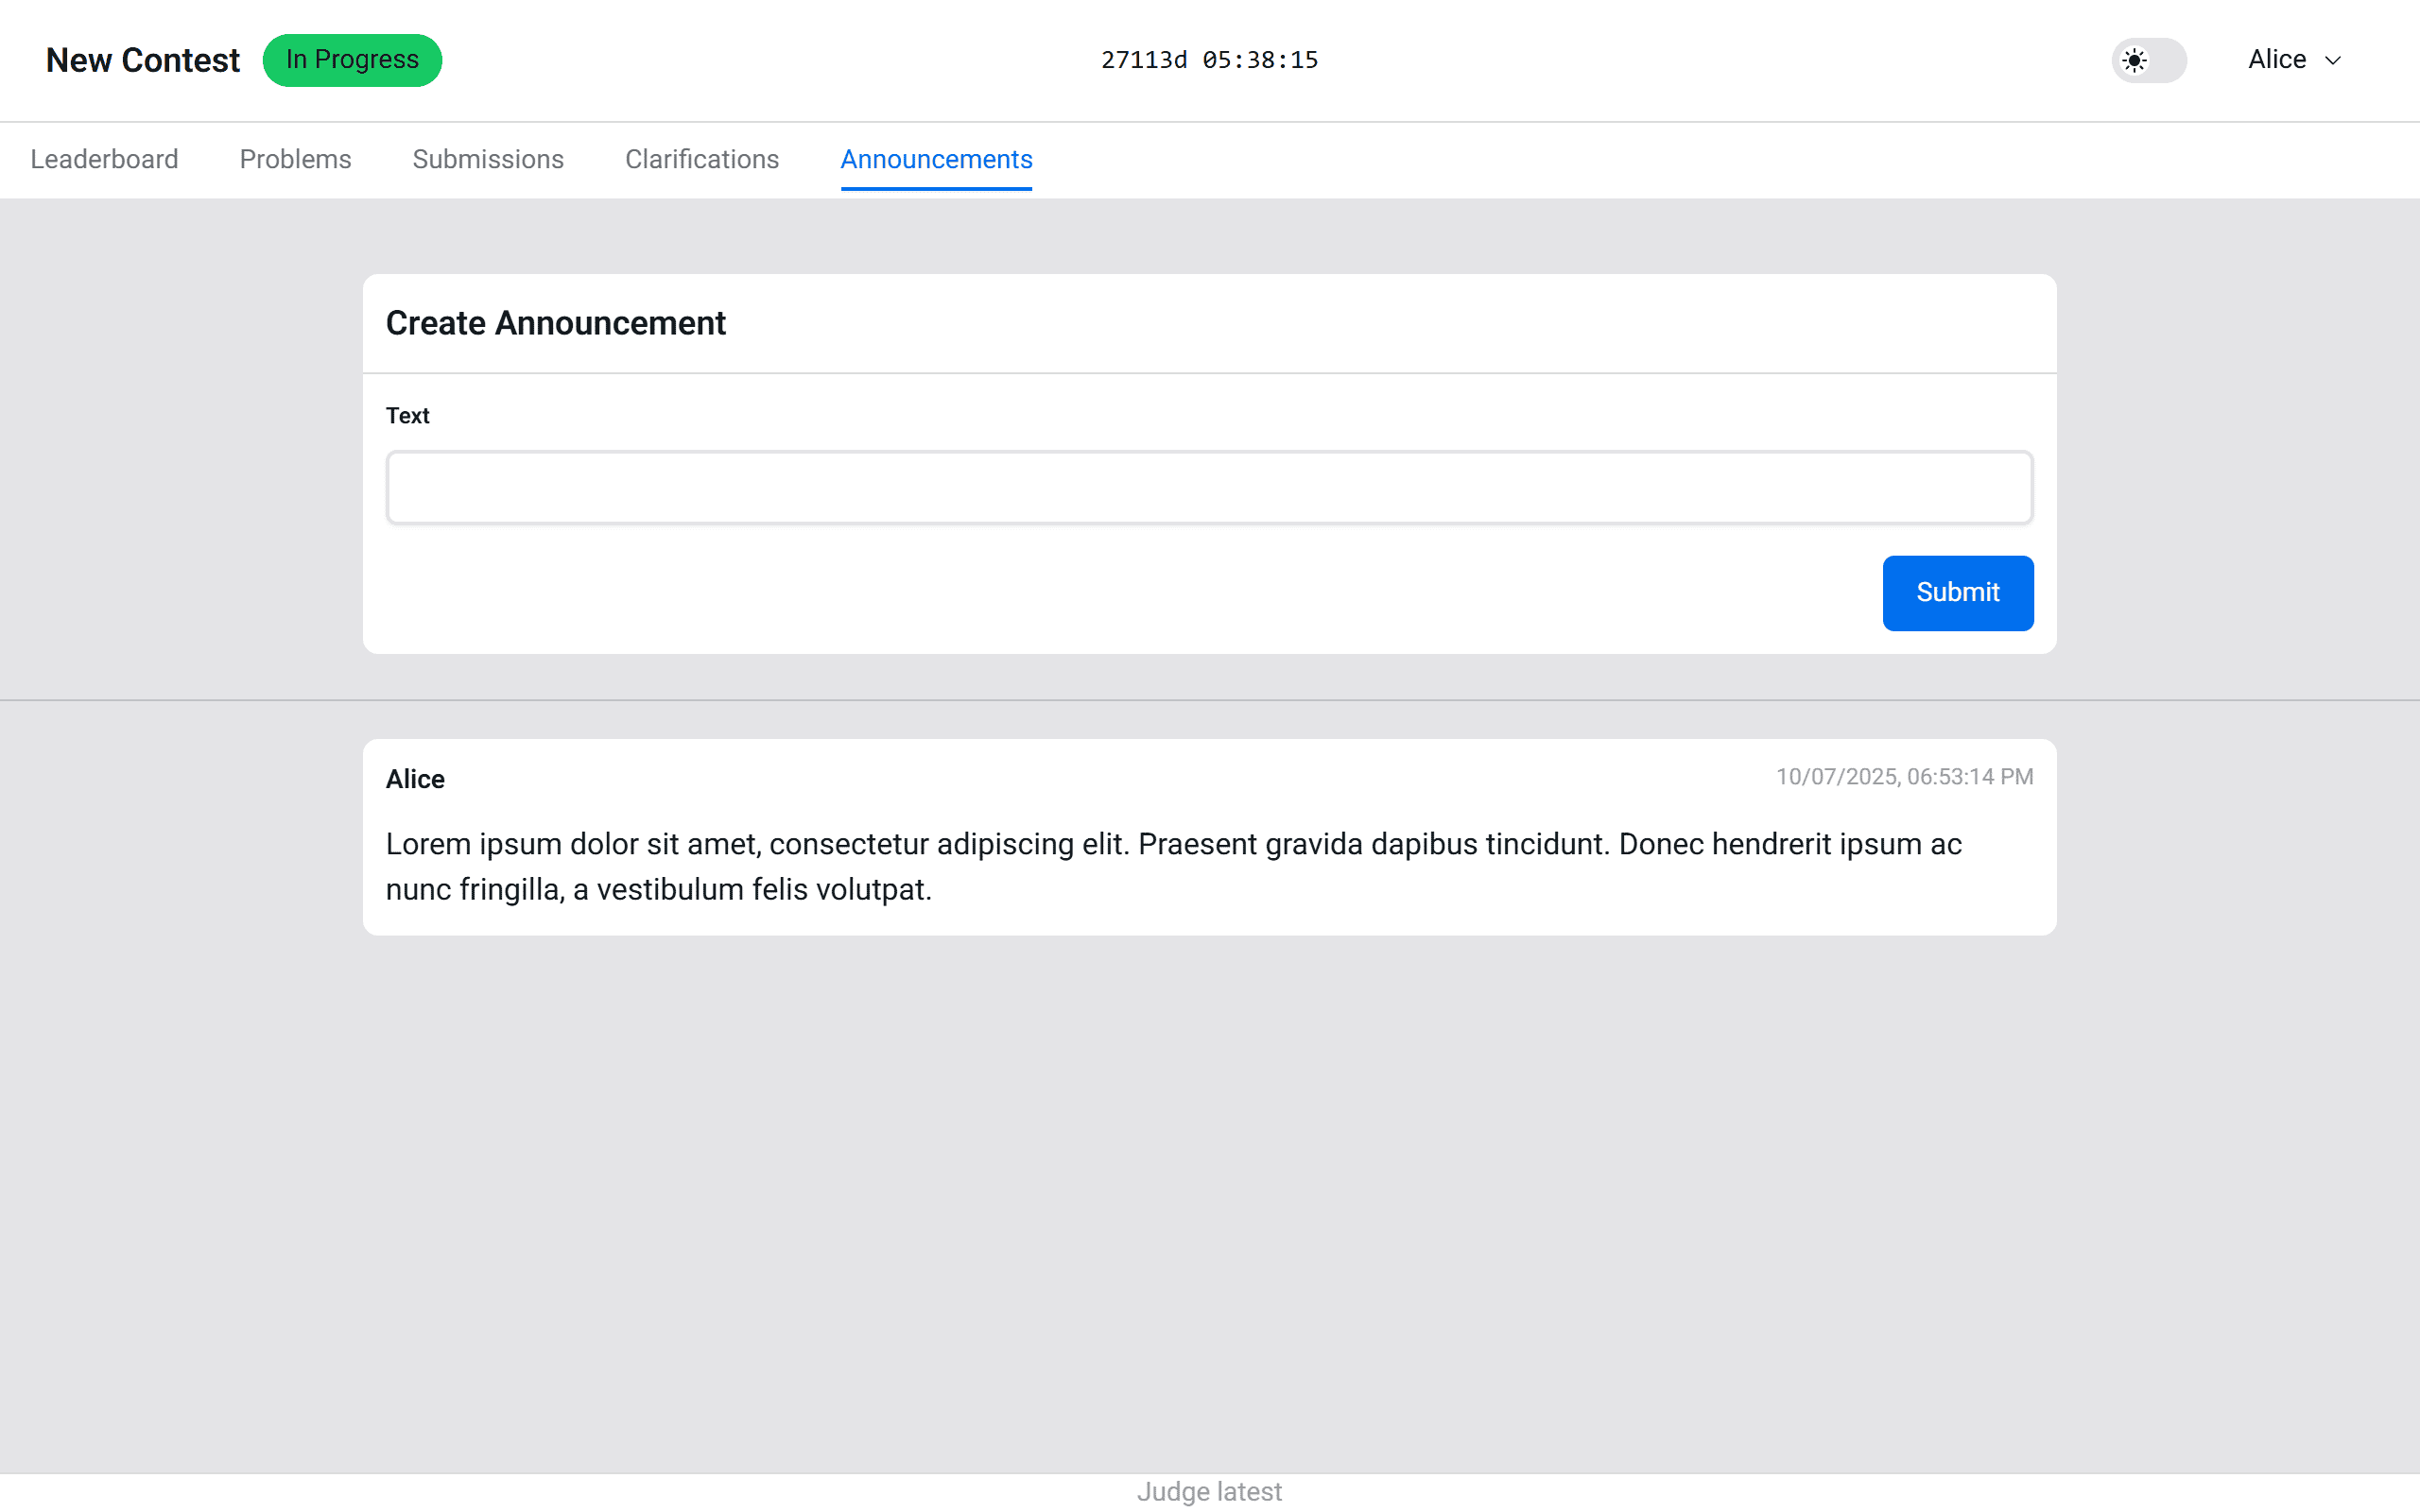 New Contest
In Progress
27113d 05:38:15
Alice
Leaderboard
Problems
Submissions
Clarifications
Announcements
Create Announcement
Text
Submit
Alice
10/07/2025, 06:53:14 PM
Lorem ipsum dolor sit amet, consectetur adipiscing elit. Praesent gravida dapibus tincidunt. Donec hendrerit ipsum ac
nunc fringilla, a vestibulum felis volutpat.
Judge latest